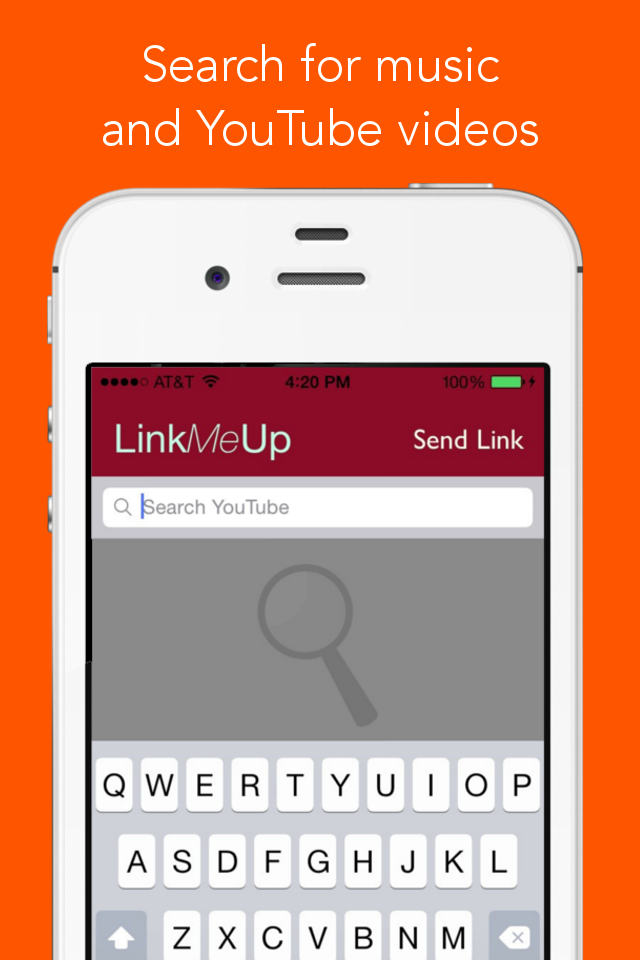 Search for music
and YouTube videos
AT&T 4:20 PM 100%
LinkMeUp Send Link
Search YouTube
Q W E R T Y U I O P
A S D F G H J K L
Z X C V B N M